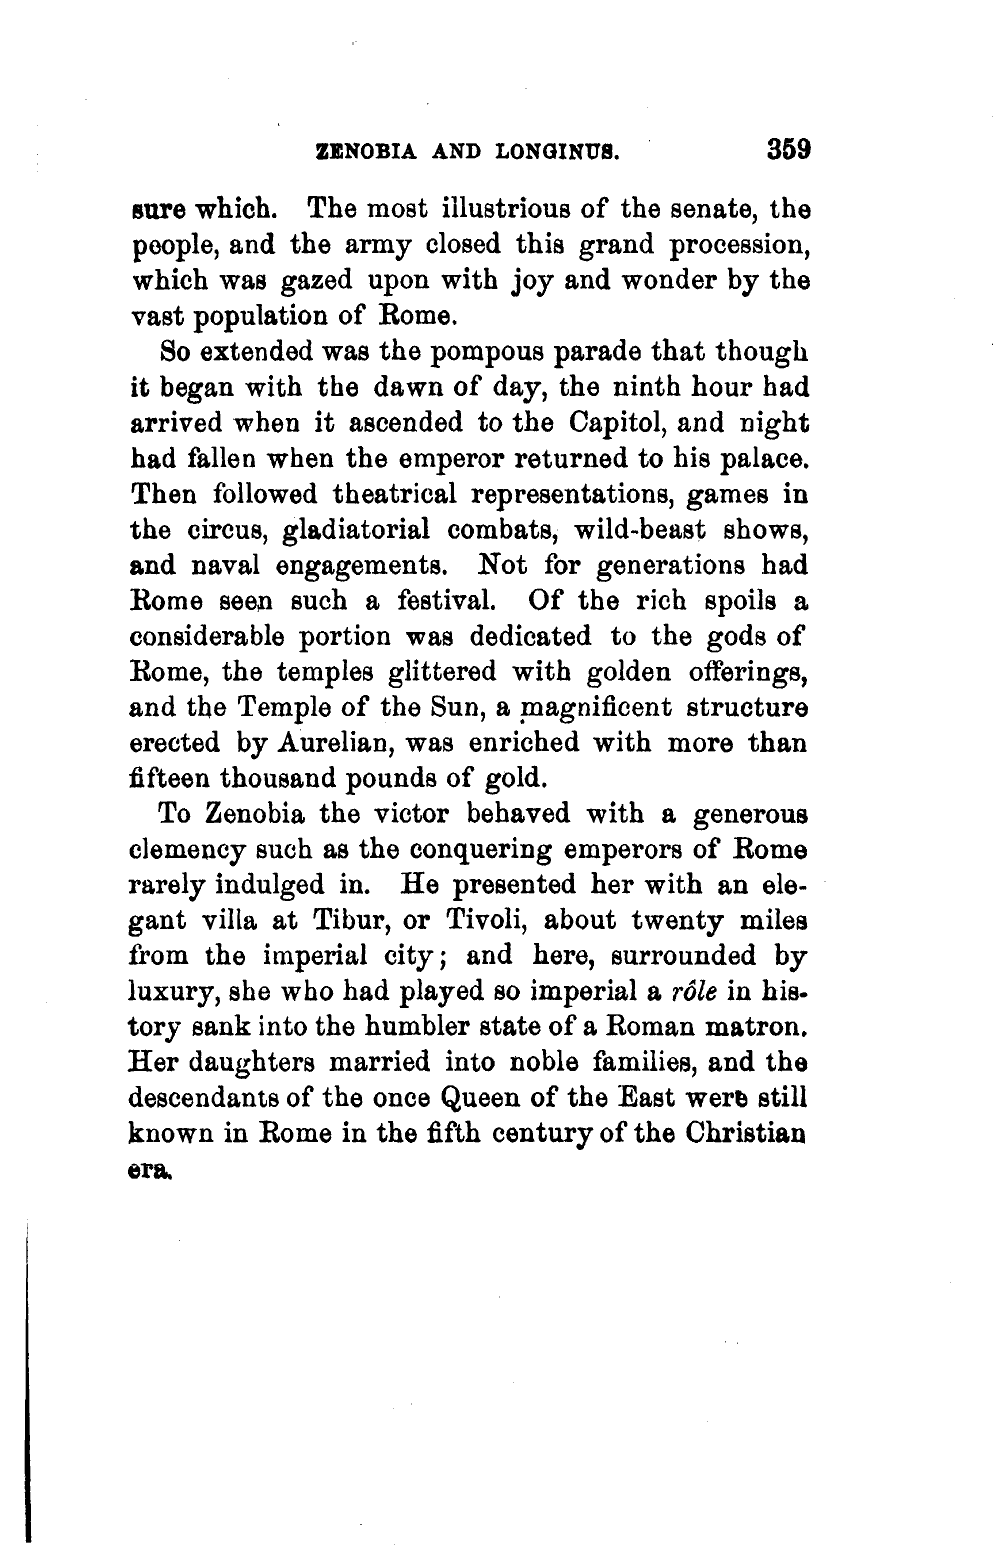 ZENOBIA AND LONGINUS. 359
sure which. The most illustrious of the senate, the
people, and the army closed this grand procession,
which was gazed upon with joy and wonder by the
vast population of Rome.
So extended was the pompous parade that though
it began with the dawn of day, the ninth hour had
arrived when it ascended to the Capitol, and night
had fallen when the emperor returned to his palace.
Then followed theatrical representations, games in
the circus, gladiatorial combats, wild-beast shows,
and naval engagements. Not for generations had
Rome seen such a festival. Of the rich spoils a
considerable portion was dedicated to the gods of
Rome, the temples glittered with golden offerings,
and the Temple of the Sun, a magnificent structure
erected by Aurelian, was enriched with more than
fifteen thousand pounds of gold.
To Zenobia the victor behaved with a generous
clemency such as the conquering emperors of Rome
rarely indulged in. He presented her with an ele-
gant villa at Tibur, or Tivoli, about twenty miles
from the imperial city; and here, surrounded by
luxury, she who had played so imperial a rôle in his-
tory sank into the humbler state of a Roman matron.
Her daughters married into noble families, and the
descendants of the once Queen of the East were still
known in Rome in the fifth century of the Christian
era.